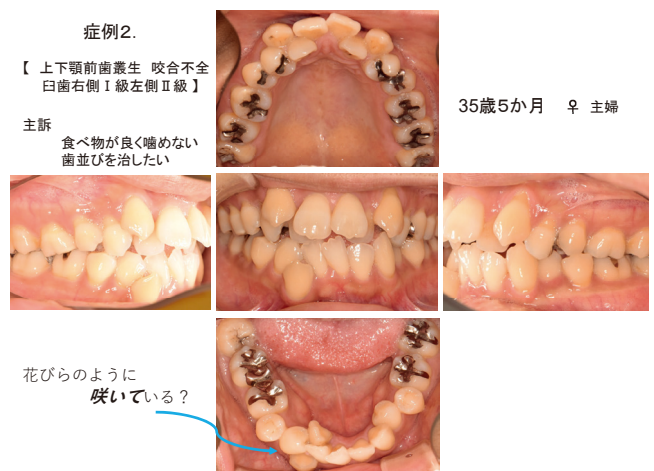 症例２.
【 上下顎前歯叢生 咬合不全
臼歯右側Ⅰ級左側Ⅱ級 】
主訴
食べ物が良く噛めない
歯並びを治したい
35歳５か月 ♀ 主婦
花びらのように
咲いている？